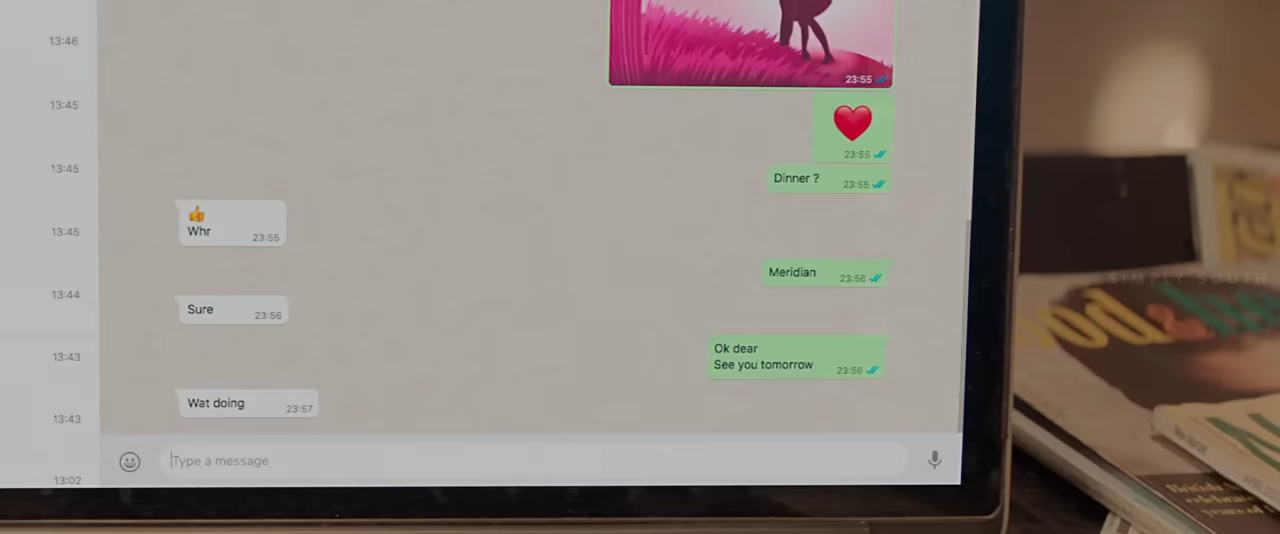 13:46
13:45
13:45
13:45
13:44
13:43
13:43
13:02
23:55
23:55
Dinner ? 23:55
👍
Whr 23:55
Meridian 23:56
Sure 23:56
Ok dear
See you tomorrow 23:56
Wat doing 23:57
Type a message
SIMPLY SOUTH